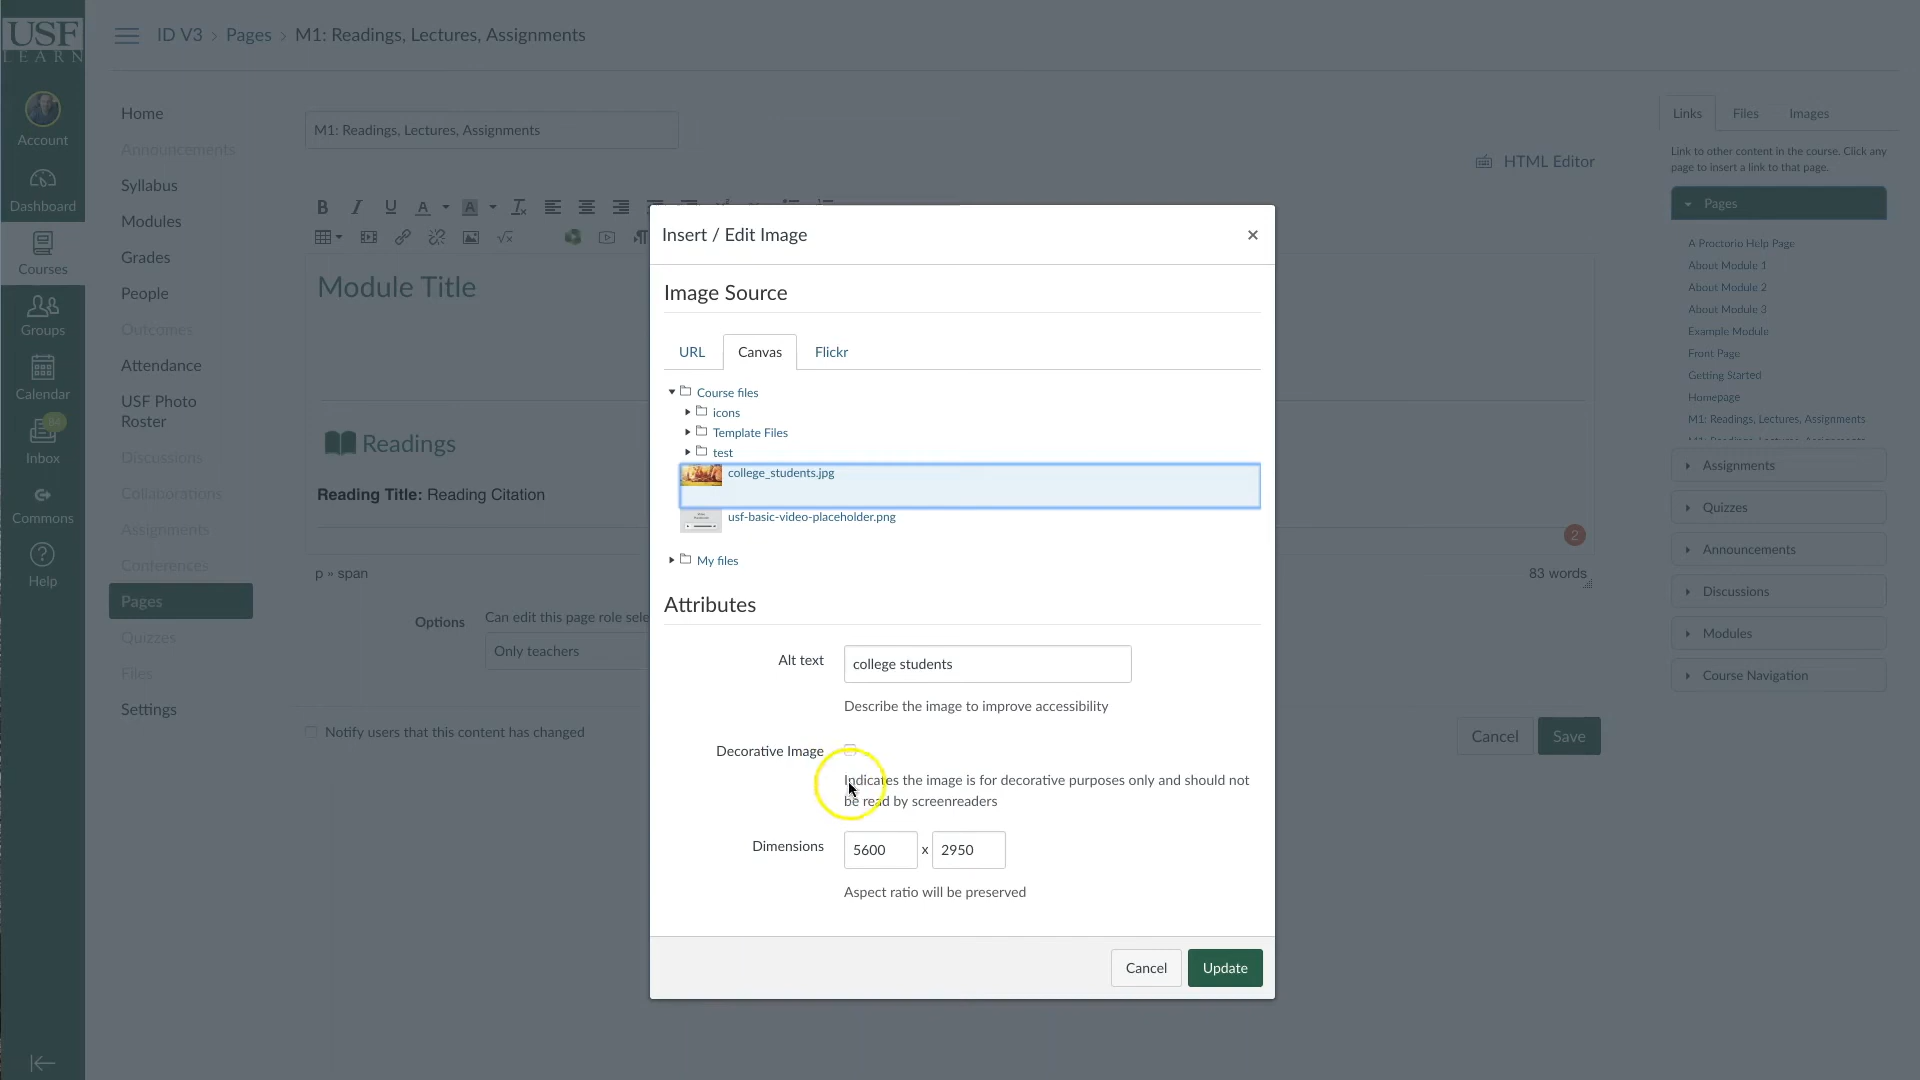 USF
LEARN
Account
Dashboard
Courses
Groups
Calendar
84
Inbox
Commons
Help
ID V3 › Pages › M1: Readings, Lectures, Assignments
Home
Announcements
Syllabus
Modules
Grades
People
Outcomes
Attendance
USF Photo
Roster
Discussions
Collaborations
Assignments
Conferences
Pages
Quizzes
Files
Settings
M1: Readings, Lectures, Assignments
HTML Editor
Module Title
Readings
Reading Title: Reading Citation
2
p » span
83 words
Options
Can edit this page role sele
Only teachers
Notify users that this content has changed
Cancel
Save
Insert / Edit Image
×
Image Source
URL
Canvas
Flickr
Course files
icons
Template Files
test
college_students.jpg
usf-basic-video-placeholder.png
My files
Attributes
Alt text
college students
Describe the image to improve accessibility
Decorative Image
Indicates the image is for decorative purposes only and should not
be read by screenreaders
Dimensions
5600 x 2950
Aspect ratio will be preserved
Cancel
Update
Links
Files
Images
Link to other content in the course. Click any
page to insert a link to that page.
Pages
A Proctorio Help Page
About Module 1
About Module 2
About Module 3
Example Module
Front Page
Getting Started
Homepage
M1: Readings, Lectures, Assignments
M1: Readings, Lectures, Assignments
Assignments
Quizzes
Announcements
Discussions
Modules
Course Navigation